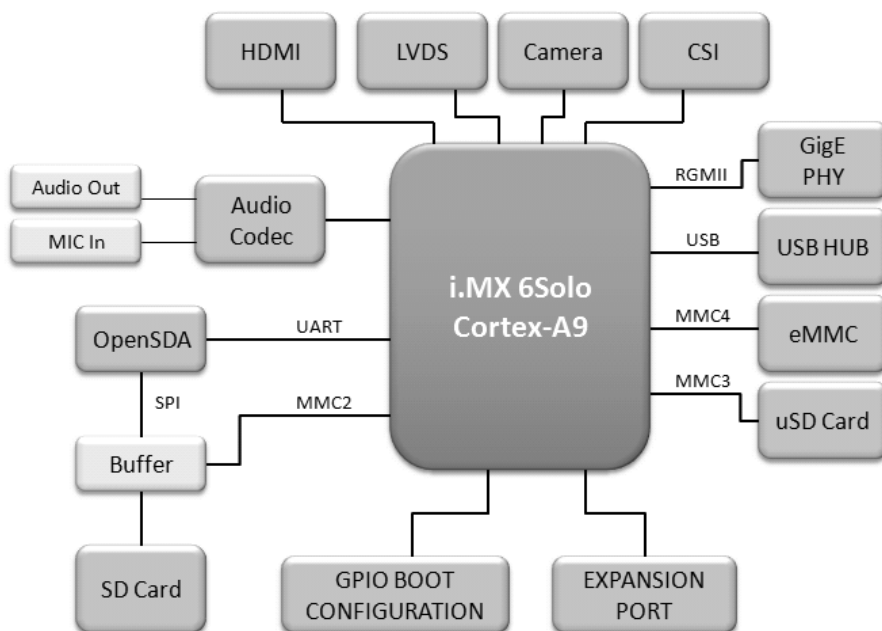 HDMI
LVDS
Camera
CSI
GigE
PHY
RGMII
Audio Out
MIC In
Audio
Codec
USB
USB HUB
i.MX 6Solo
Cortex-A9
MMC4
eMMC
OpenSDA
UART
MMC3
uSD Card
SPI
MMC2
Buffer
SD Card
GPIO BOOT
CONFIGURATION
EXPANSION
PORT